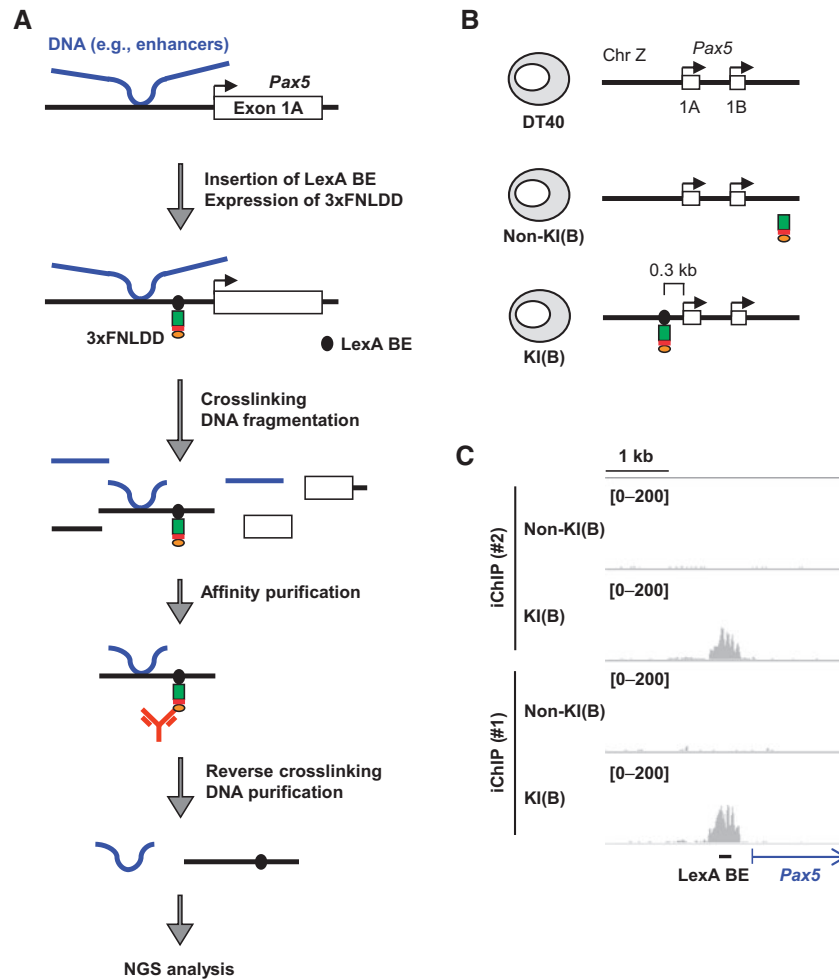 A
DNA (e.g., enhancers)
Pax5
Exon 1A
Insertion of LexA BE
Expression of 3xFNLDD
3xFNLDD
LexA BE
Crosslinking
DNA fragmentation
Affinity purification
Reverse crosslinking
DNA purification
NGS analysis
B
Chr Z
Pax5
1A
1B
DT40
Non-KI(B)
0.3 kb
KI(B)
C
1 kb
iChIP (#2)
Non-KI(B)
[0–200]
KI(B)
[0–200]
iChIP (#1)
Non-KI(B)
[0–200]
KI(B)
[0–200]
LexA BE
Pax5